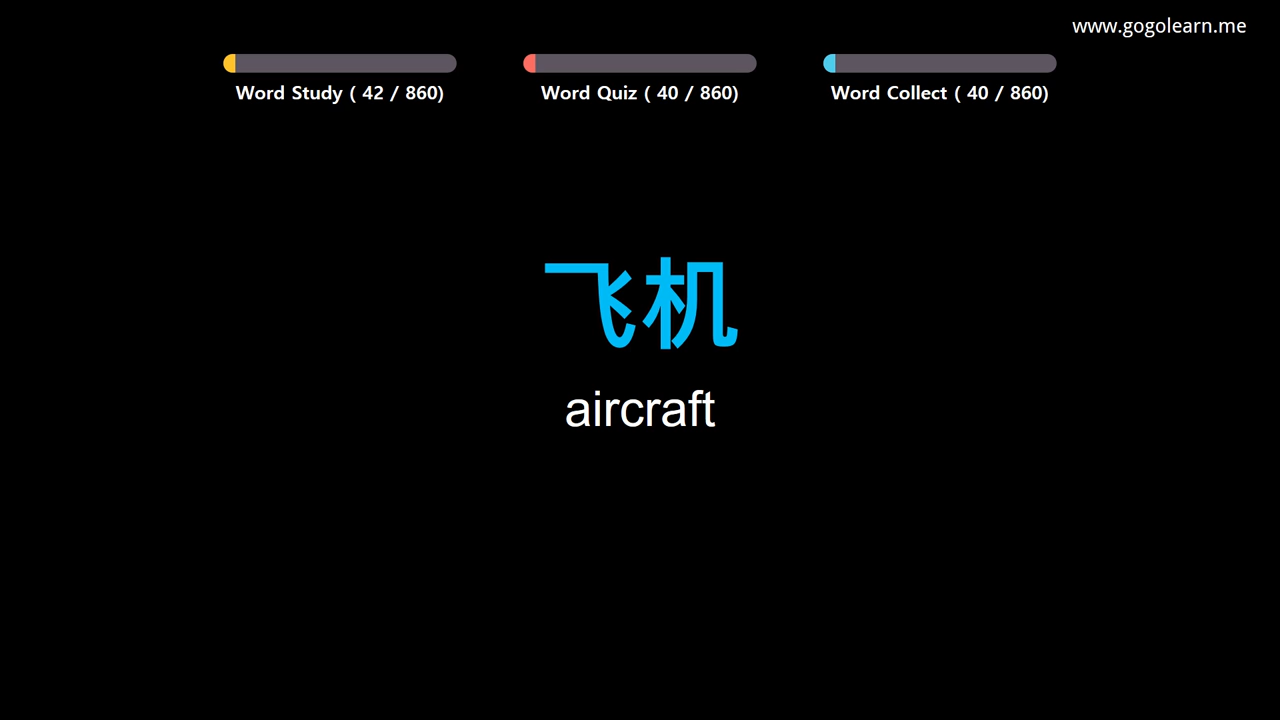 www.gogolearn.me
Word Study ( 42 / 860)
Word Quiz ( 40 / 860)
Word Collect ( 40 / 860)
飞机
aircraft